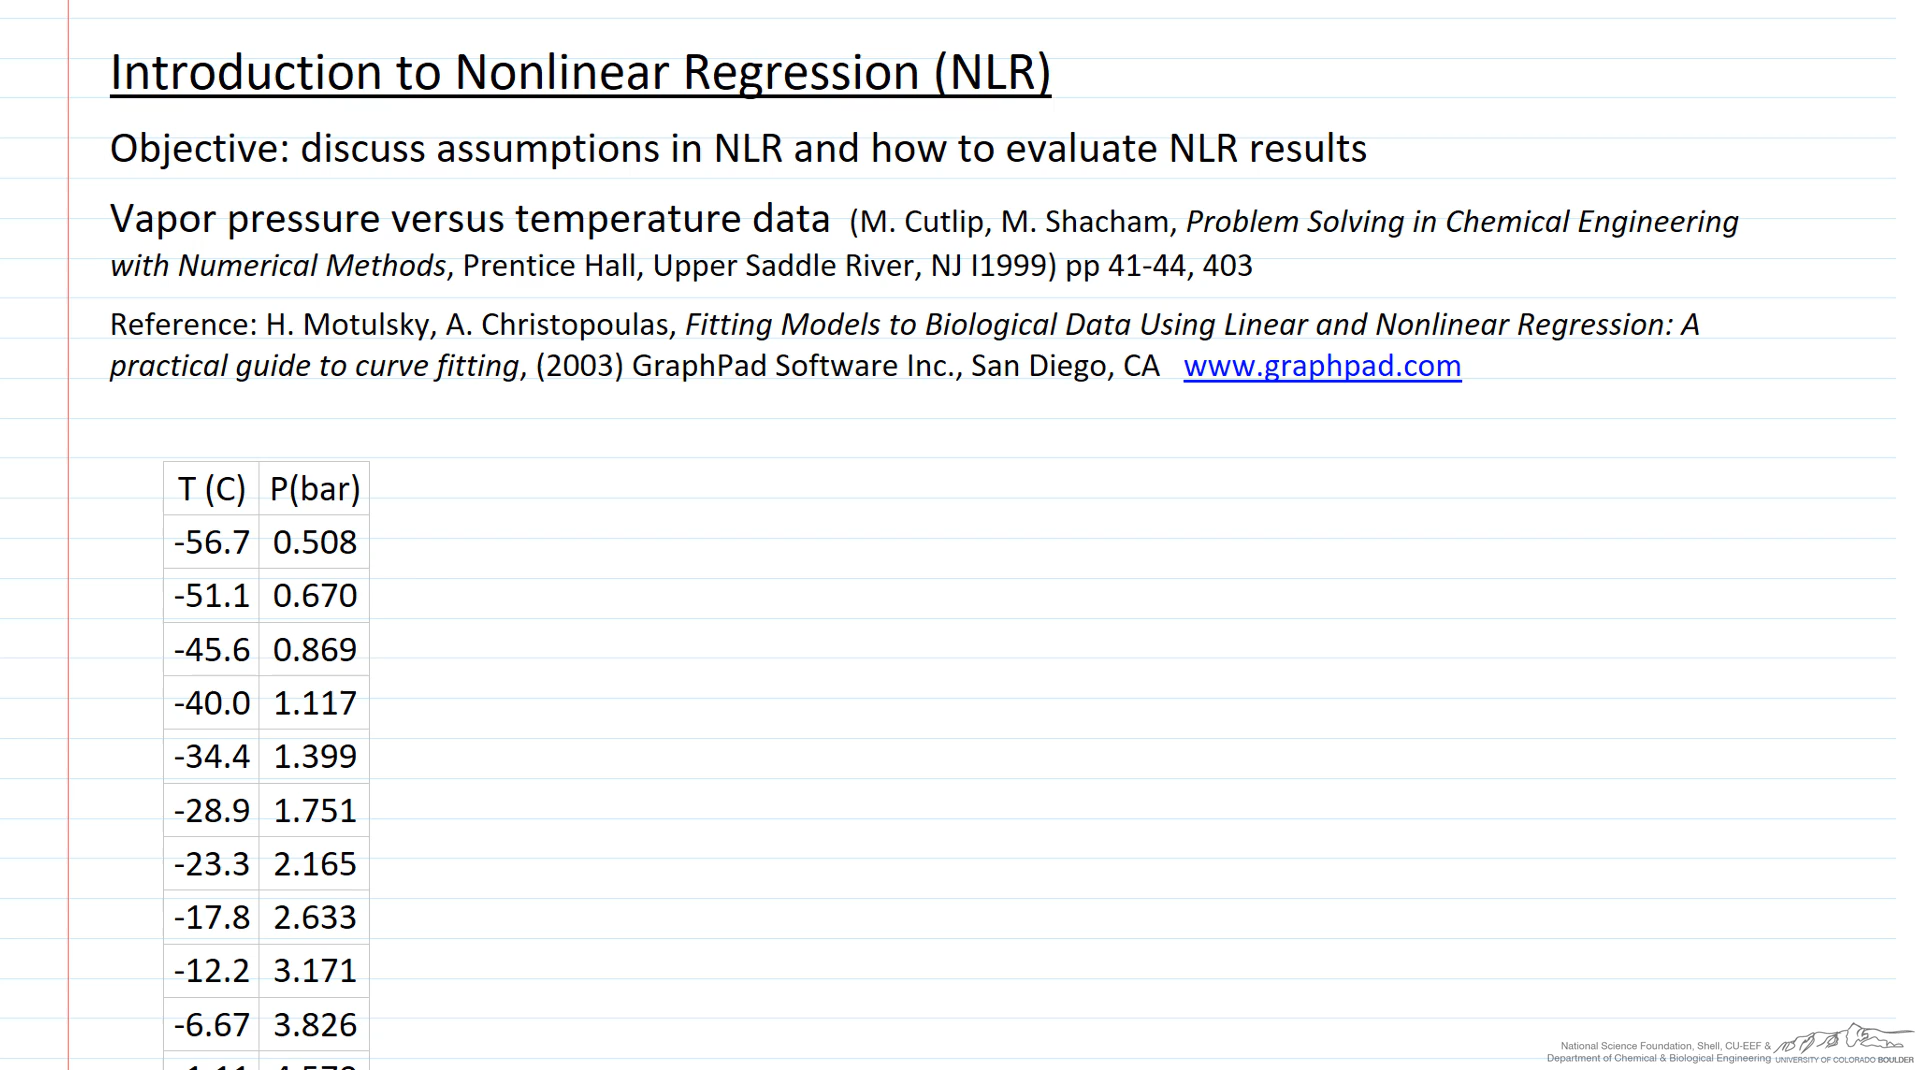 Introduction to Nonlinear Regression (NLR)
Objective: discuss assumptions in NLR and how to evaluate NLR results
Vapor pressure versus temperature data (M. Cutlip, M. Shacham, Problem Solving in Chemical Engineering
with Numerical Methods, Prentice Hall, Upper Saddle River, NJ I1999) pp 41-44, 403
Reference: H. Motulsky, A. Christopoulas, Fitting Models to Biological Data Using Linear and Nonlinear Regression: A
practical guide to curve fitting, (2003) GraphPad Software Inc., San Diego, CA www.graphpad.com
T (C) P(bar)
-56.7 0.508
-51.1 0.670
-45.6 0.869
-40.0 1.117
-34.4 1.399
-28.9 1.751
-23.3 2.165
-17.8 2.633
-12.2 3.171
-6.67 3.826
National Science Foundation, Shell, CU-EEF &
Department of Chemical & Biological Engineering UNIVERSITY OF COLORADO BOULDER